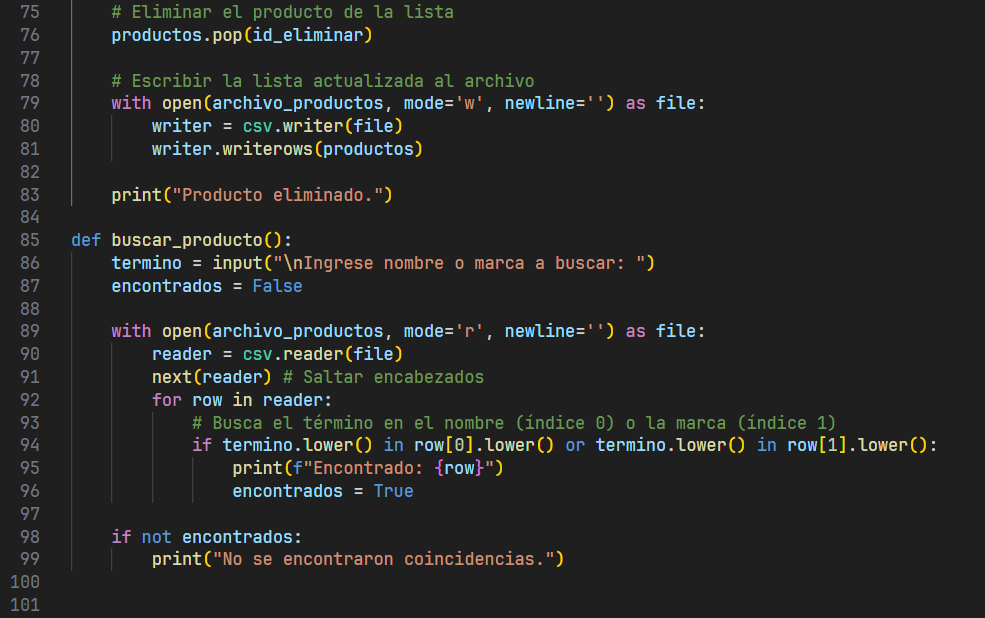 75 # Eliminar el producto de la lista
76 productos.pop(id_eliminar)
77
78 # Escribir la lista actualizada al archivo
79 with open(archivo_productos, mode='w', newline='') as file:
80 writer = csv.writer(file)
81 writer.writerows(productos)
82
83 print("Producto eliminado.")
84
85 def buscar_producto():
86 termino = input("\nIngrese nombre o marca a buscar: ")
87 encontrados = False
88
89 with open(archivo_productos, mode='r', newline='') as file:
90 reader = csv.reader(file)
91 next(reader) # Saltar encabezados
92 for row in reader:
93 # Busca el término en el nombre (índice 0) o la marca (índice 1)
94 if termino.lower() in row[0].lower() or termino.lower() in row[1].lower():
95 print(f"Encontrado: {row}")
96 encontrados = True
97
98 if not encontrados:
99 print("No se encontraron coincidencias.")
100
101